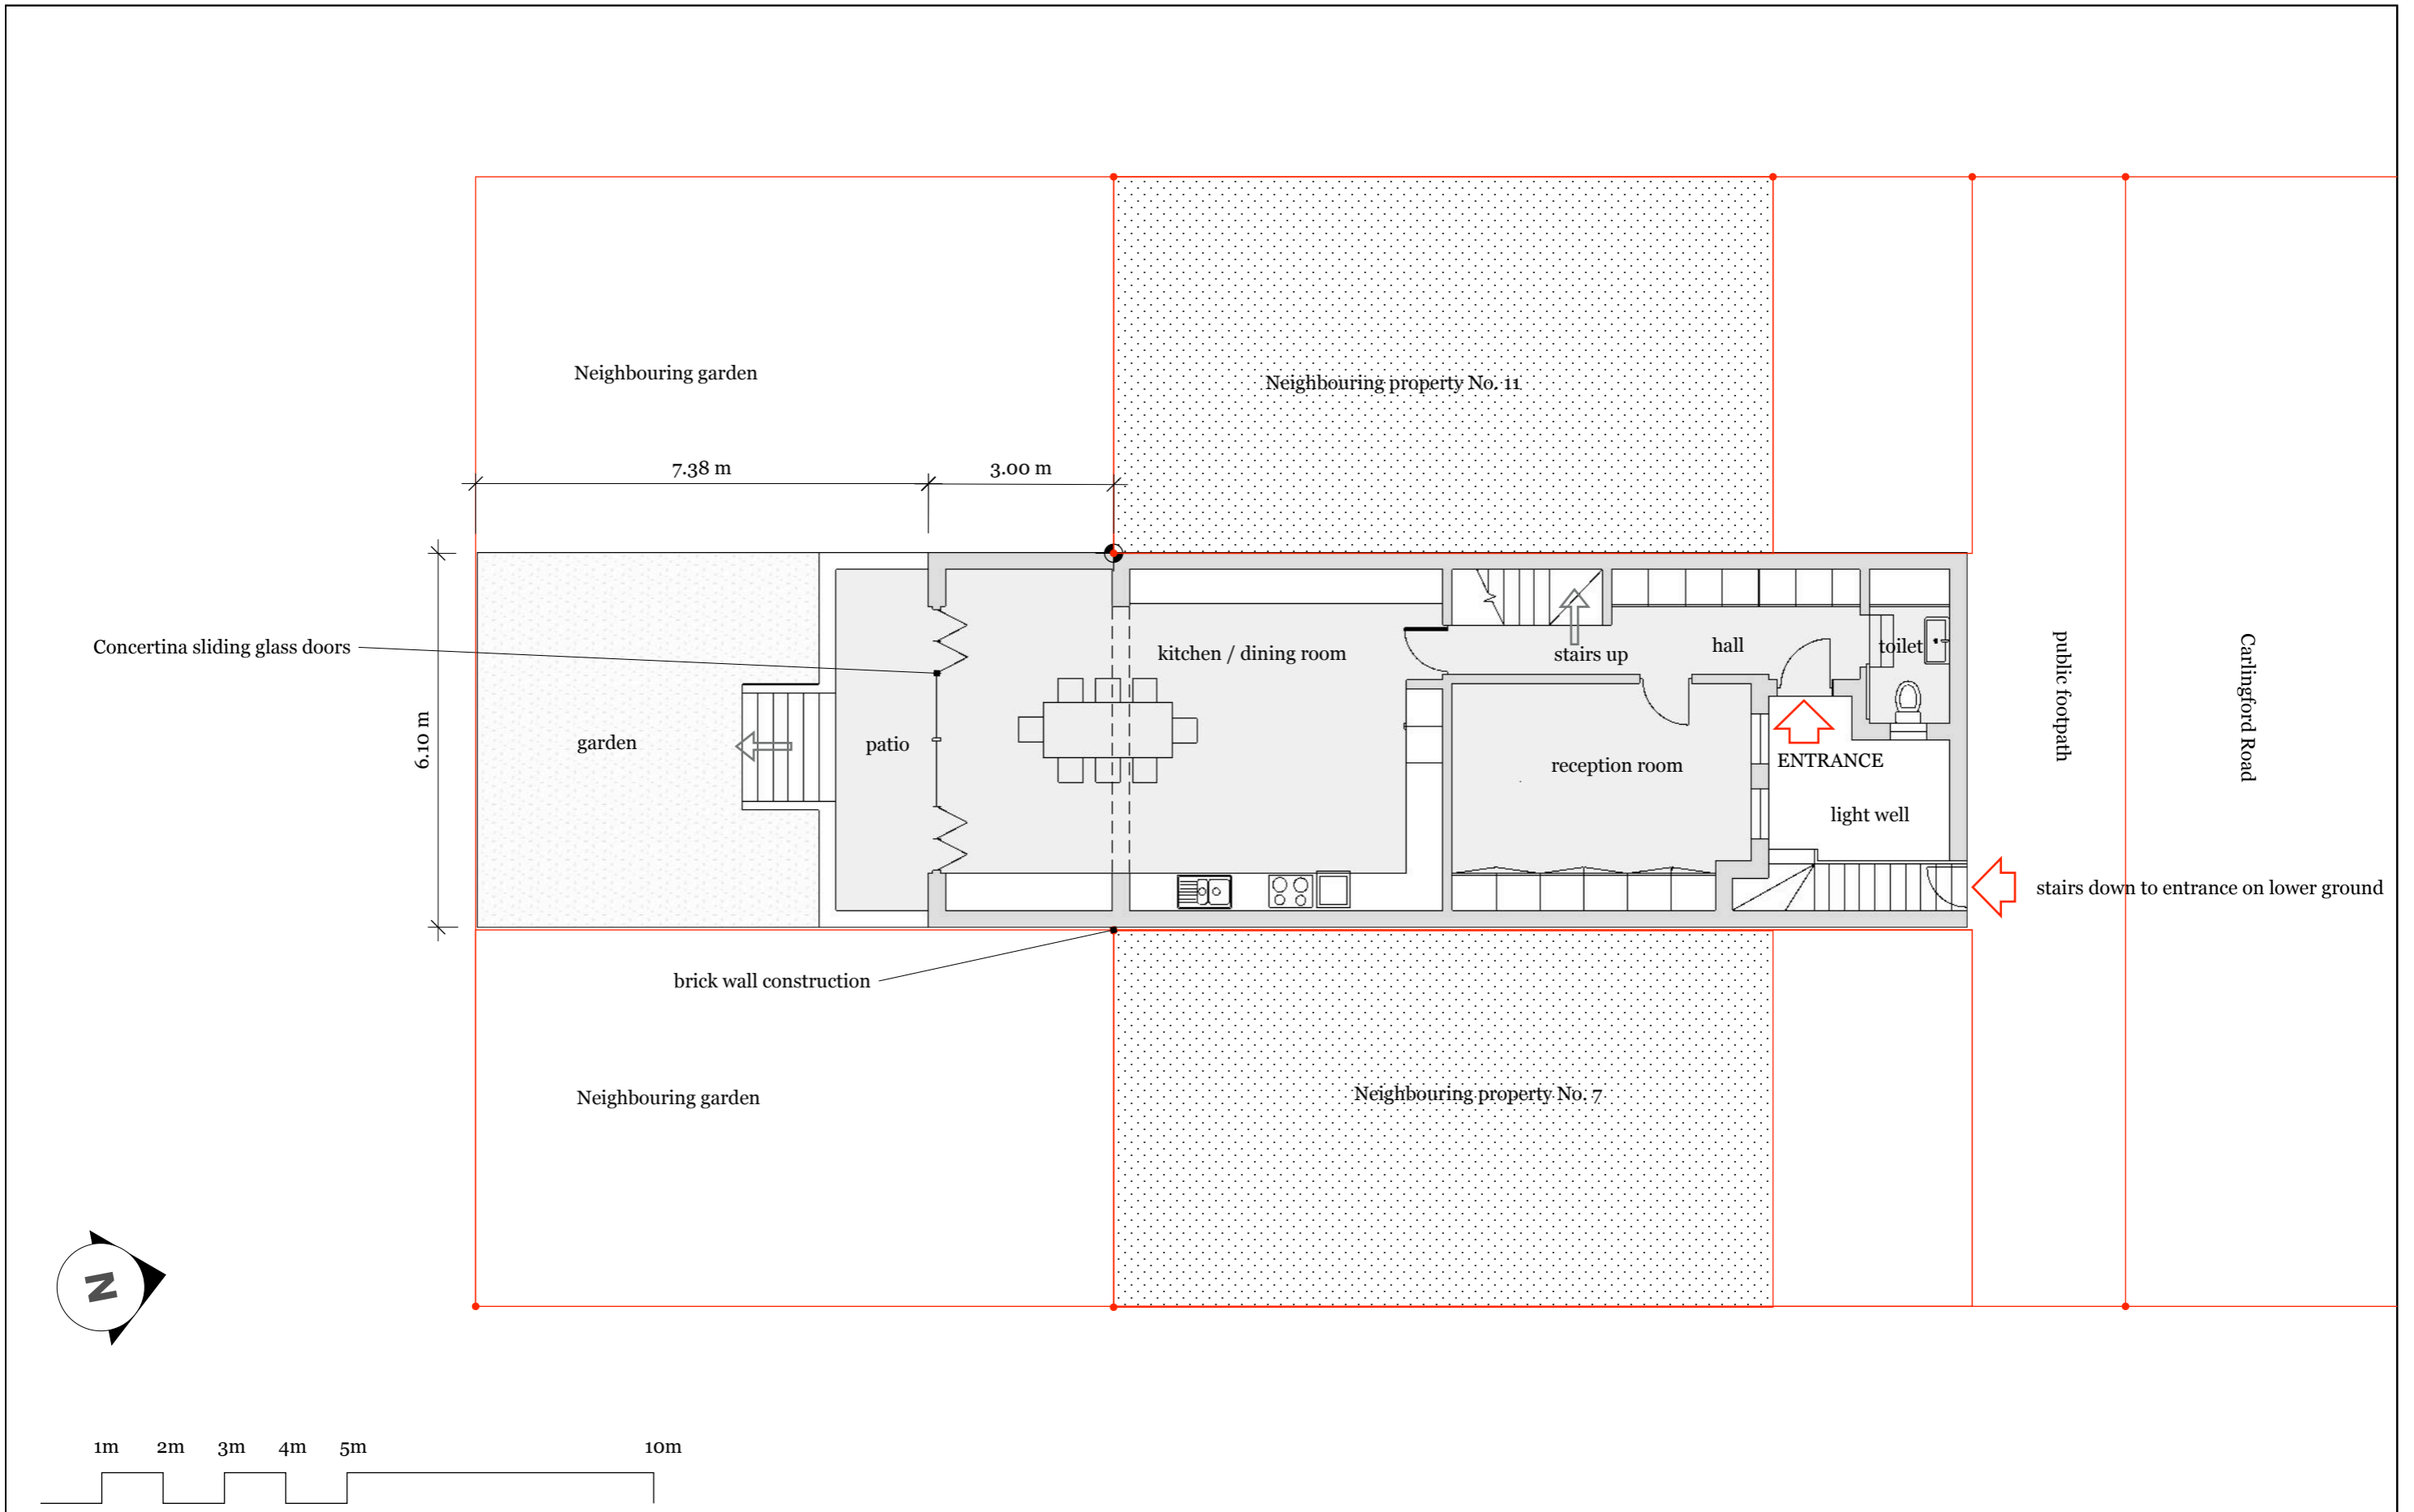 Neighbouring garden
Neighbouring property No. 11
7.38 m
3.00 m
6.10 m
Concertina sliding glass doors
kitchen / dining room
stairs up
hall
toilet
garden
patio
reception room
ENTRANCE
light well
public footpath
Carlingford Road
stairs down to entrance on lower ground
brick wall construction
Neighbouring garden
Neighbouring property No. 7
N
1m 2m 3m 4m 5m 10m